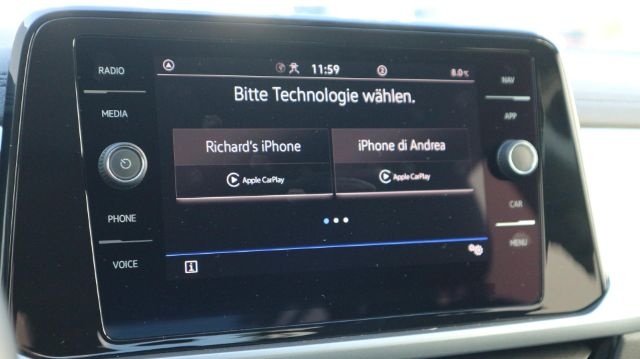 RADIO
MEDIA
PHONE
VOICE
11:59
2
8.0°C
Bitte Technologie wählen.
Richard's iPhone
Apple CarPlay
iPhone di Andrea
Apple CarPlay
NAV
APP
CAR
MENU